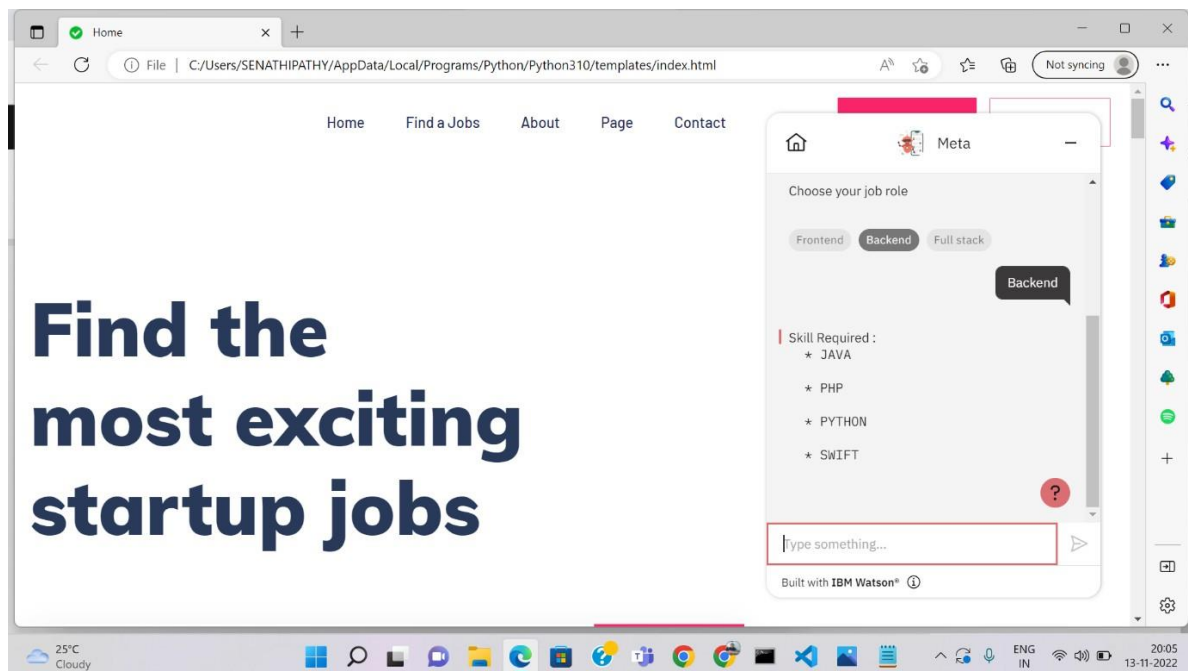 Home
File | C:/Users/SENATHIPATHY/AppData/Local/Programs/Python/Python310/templates/index.html
Not syncing
Home Find a Jobs About Page Contact
Meta
Choose your job role
Frontend Backend Full stack
Backend
Find the
most exciting
startup jobs
Skill Required :
* JAVA
* PHP
* PYTHON
* SWIFT
?
Type something...
Built with IBM Watson®
25°C
Cloudy
ENG
IN
20:05
13-11-2022